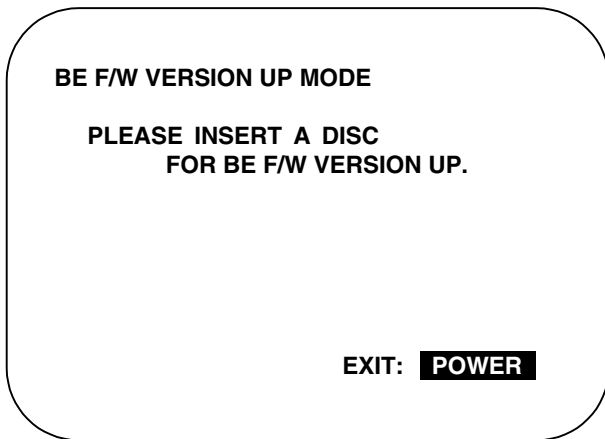 BE F/W VERSION UP MODE
PLEASE INSERT A DISC
FOR BE F/W VERSION UP.
EXIT: POWER